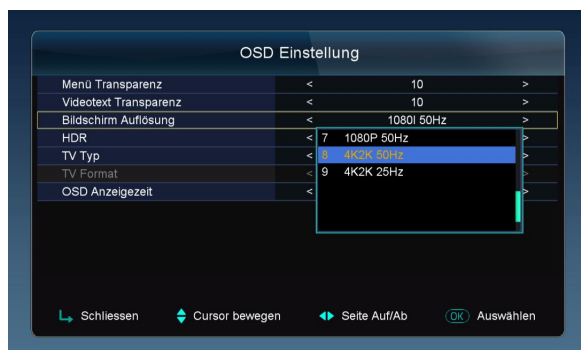 OSD Einstellung
Menü Transparenz < 10 >
Videotext Transparenz < 10 >
Bildschirm Auflösung < 1080I 50Hz >
HDR < 7 1080P 50Hz >
TV Typ < 8 4K2K 50Hz >
TV Format < 9 4K2K 25Hz >
OSD Anzeigezeit < >
Schliessen Cursor bewegen Seite Auf/Ab OK Auswählen